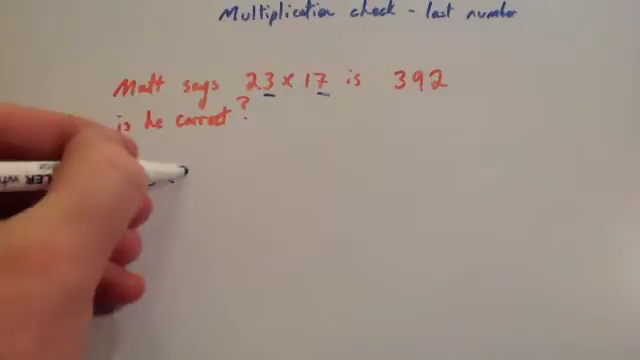 Multiplication check - last number
Matt says 23 × 17 is 392
is he correct?